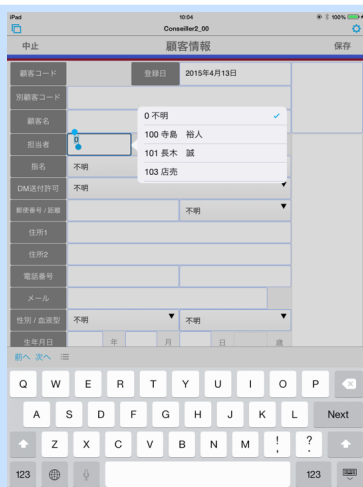 iPad 10:04 100%
Conseiller2_00
中止 顧客情報 保存
顧客コード 登録日 2015年4月13日
別顧客コード
顧客名
担当者 0
0 不明
100 寺島 裕人
101 長木 誠
103 店売
指名 不明
DM送付許可 不明
郵便番号 / 距離 不明
住所1
住所2
電話番号
メール
性別 / 血液型 不明 不明
生年月日 年 月 日 歳
前へ 次へ
Q W E R T Y U I O P
A S D F G H J K L Next
Z X C V B N M ! , ? .
123 123